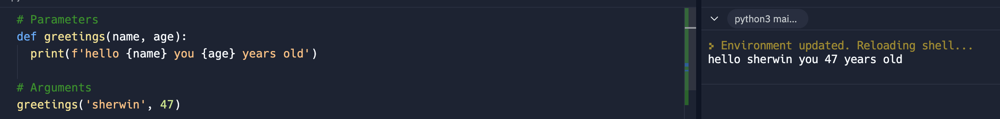 # Parameters
def greetings(name, age):
  print(f'hello {name} you {age} years old')
# Arguments
greetings('sherwin', 47)
python3 mai...
Environment updated. Reloading shell...
hello sherwin you 47 years old